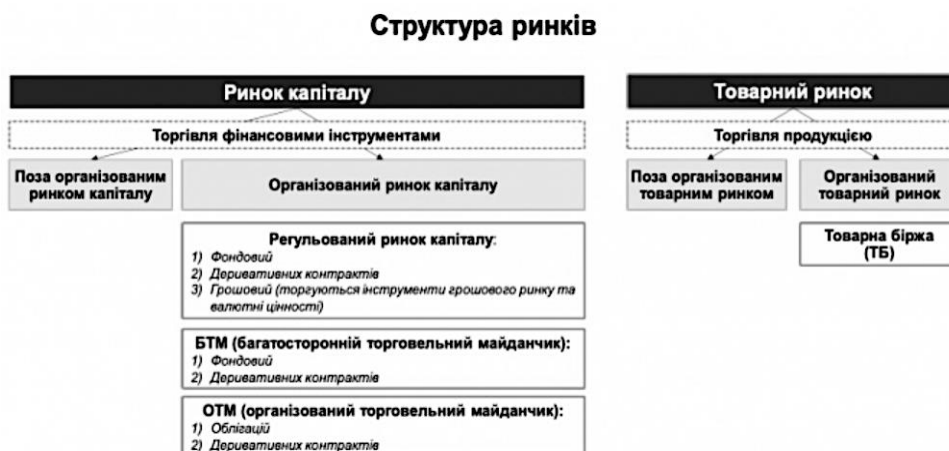 Структура ринків
Ринок капіталу
Торгівля фінансовими інструментами
Поза організованим
ринком капіталу
Організований ринок капіталу
Регульований ринок капіталу:
1) Фондовий
2) Деривативних контрактів
3) Грошовий (торгуються інструменти грошового ринку та
валютні цінності)
БТМ (багатосторонній торговельний майданчик):
1) Фондовий
2) Деривативних контрактів
ОТМ (організований торговельний майданчик):
1) Облігацій
2) Деривативних контрактів
Товарний ринок
Торгівля продукцією
Поза організованим
товарним ринком
Організований
товарний ринок
Товарна біржа
(ТБ)